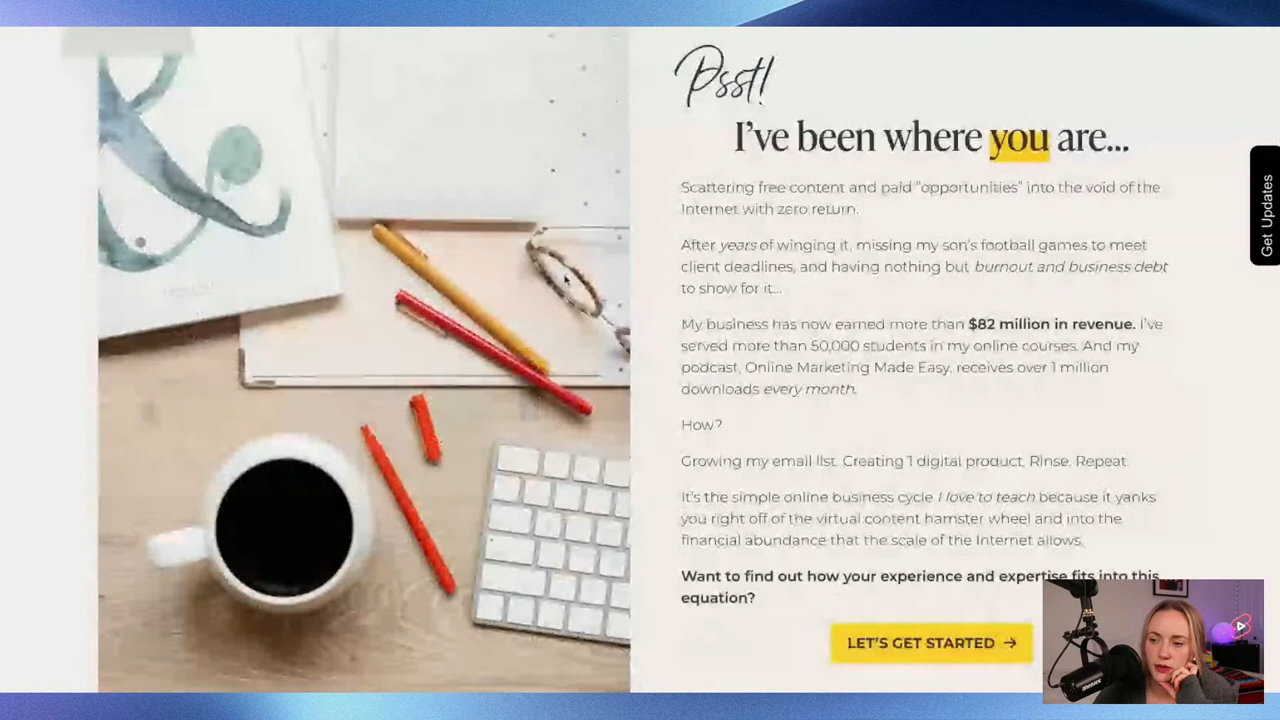 Psst!
I've been where you are...
Scattering free content and paid "opportunities" into the void of the
Internet with zero return.
After years of winging it, missing my son's football games to meet
client deadlines, and having nothing but burnout and business debt
to show for it...
My business has now earned more than $82 million in revenue. I've
served more than 50,000 students in my online courses. And my
podcast, Online Marketing Made Easy, receives over 1 million
downloads every month.
How?
Growing my email list. Creating 1 digital product. Rinse. Repeat.
It's the simple online business cycle I love to teach because it yanks
you right off of the virtual content hamster wheel and into the
financial abundance that the scale of the Internet allows.
Want to find out how your experience and expertise fits into this
equation?
LET'S GET STARTED →
Get Updates
SHURE